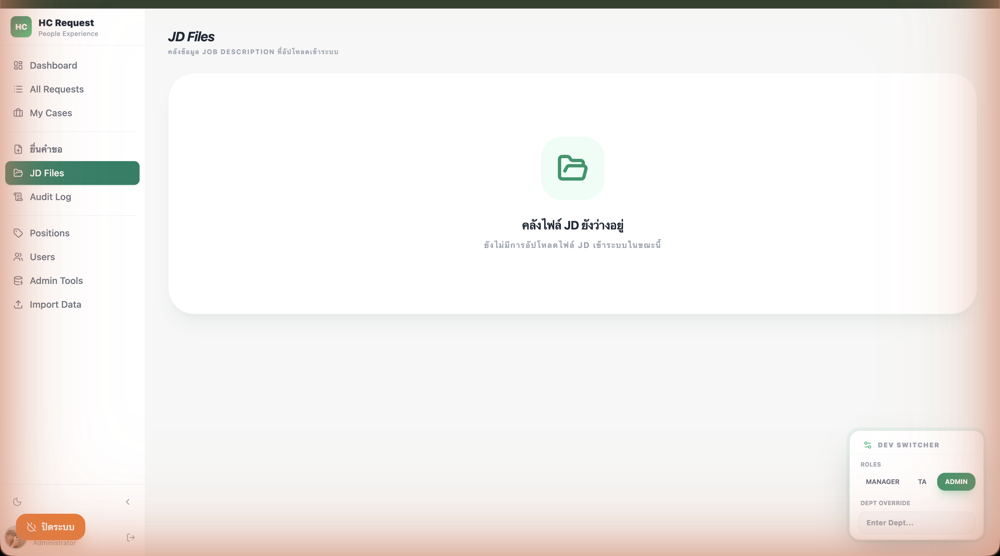 HC
HC Request
People Experience
Dashboard
All Requests
My Cases
ยื่นคำขอ
JD Files
Audit Log
Positions
Users
Admin Tools
Import Data
ปิดระบบ
Administrator
JD Files
คลังข้อมูล JOB DESCRIPTION ที่อัปโหลดเข้าระบบ
คลังไฟล์ JD ยังว่างอยู่
ยังไม่มีการอัปโหลดไฟล์ JD เข้าระบบในขณะนี้
DEV SWITCHER
ROLES
MANAGER TA ADMIN
DEPT OVERRIDE
Enter Dept...